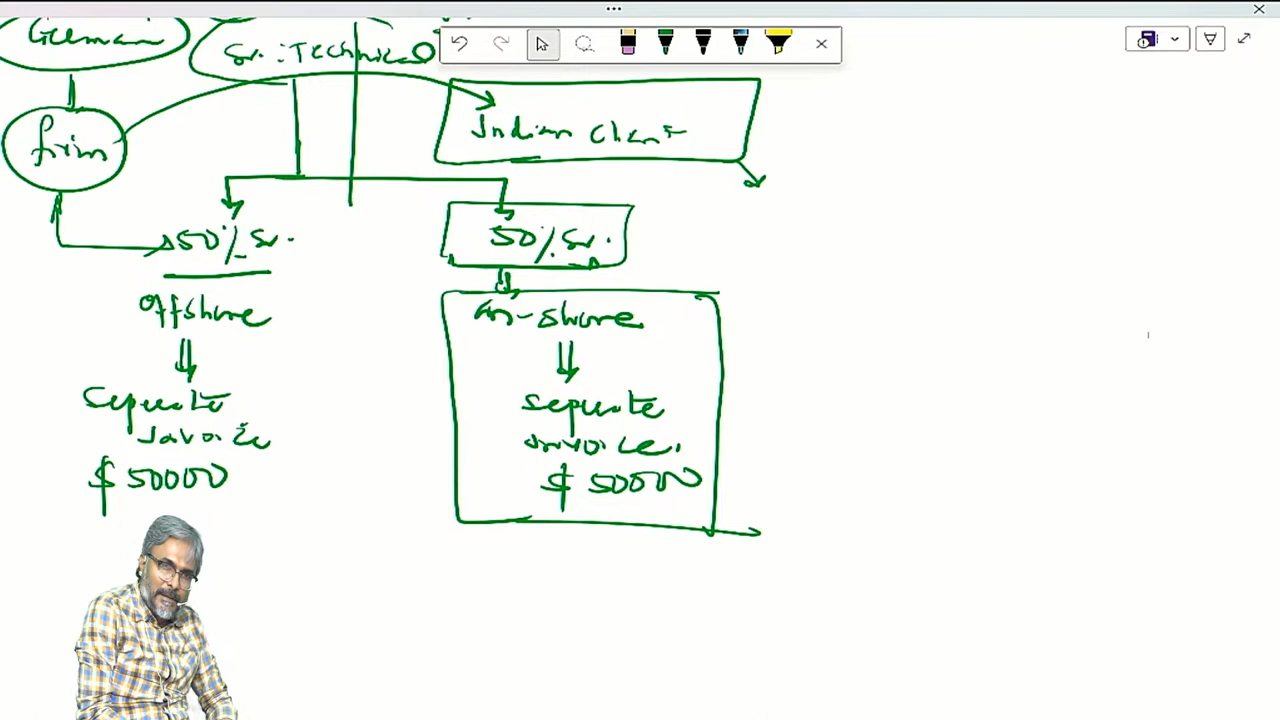 German
Sr. : Technical
firm
Indian Client
50% Sr.
50% Sr.
offshore
on-shore
Separate
Invoice
$ 50000
Separate
invoice.
$ 50000